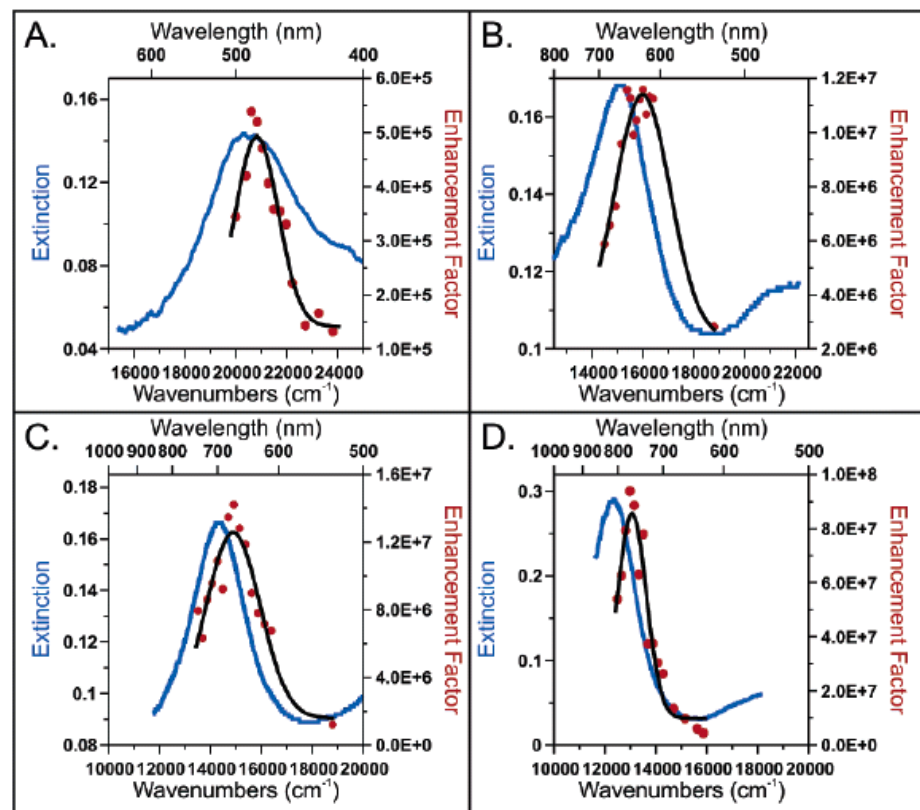 A.
Wavelength (nm)
600 500 400
Extinction
0.16
0.12
0.08
0.04
6.0E+5
5.0E+5
4.0E+5
3.0E+5
2.0E+5
1.0E+5
Enhancement Factor
16000 18000 20000 22000 24000
Wavenumbers (cm⁻¹)
B.
Wavelength (nm)
800 700 600 500
Extinction
0.16
0.14
0.12
0.1
1.2E+7
1.0E+7
8.0E+6
6.0E+6
4.0E+6
2.0E+6
Enhancement Factor
14000 16000 18000 20000 22000
Wavenumbers (cm⁻¹)
C.
Wavelength (nm)
1000 900 800 700 600 500
Extinction
0.18
0.16
0.14
0.12
0.1
0.08
1.6E+7
1.2E+7
8.0E+6
4.0E+6
0.0E+0
Enhancement Factor
10000 12000 14000 16000 18000 20000
Wavenumbers (cm⁻¹)
D.
Wavelength (nm)
1000 900 800 700 600 500
Extinction
0.3
0.2
0.1
0
1.0E+8
8.0E+7
6.0E+7
4.0E+7
2.0E+7
0.0E+0
Enhancement Factor
10000 12000 14000 16000 18000 20000
Wavenumbers (cm⁻¹)